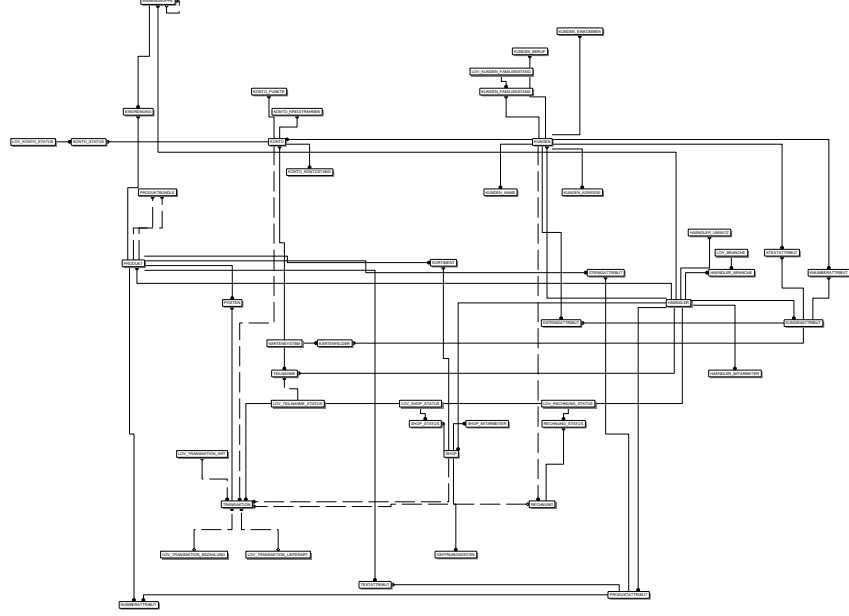 KUNDEN_EINKOMMEN
KUNDEN_BERUF
LOV_KUNDEN_FAMILIENSTAND
KONTO_PUNKTE
KUNDEN_FAMILIENSTAND
EINORDNUNG
KONTO_KREDITRAHMEN
LOV_KONTO_STATUS
KONTO_STATUS
KONTO
KUNDEN
KONTO_KONTOSTAND
PRODUKTBUNDLE
KUNDEN_NAME
KUNDEN_ADRESSE
HAENDLER_UMSATZ
LOV_BRANCHE
KTEXTATTRIBUT
PRODUKT
SORTIMENT
STRINGATTRIBUT
HAENDLER_BRANCHE
KNUMBERATTRIBUT
POSTEN
HAENDLER
KSTRINGATTRIBUT
KUNDENATTRIBUT
KARTENSYSTEM
KARTENFELDER
TEILNAHME
HAENDLER_MITARBEITER
LOV_TEILNAHME_STATUS
LOV_SHOP_STATUS
LOV_RECHNUNG_STATUS
SHOP_STATUS
SHOP_MITARBEITER
RECHNUNG_STATUS
LOV_TRANSAKTION_ART
SHOP
TRANSAKTION
RECHNUNG
LOV_TRANSAKTION_BEZAHLUNG
LOV_TRANSAKTION_LIEFERART
OEFFNUNGSZEITEN
TEXTATTRIBUT
PRODUKTATTRIBUT
NUMBERATTRIBUT